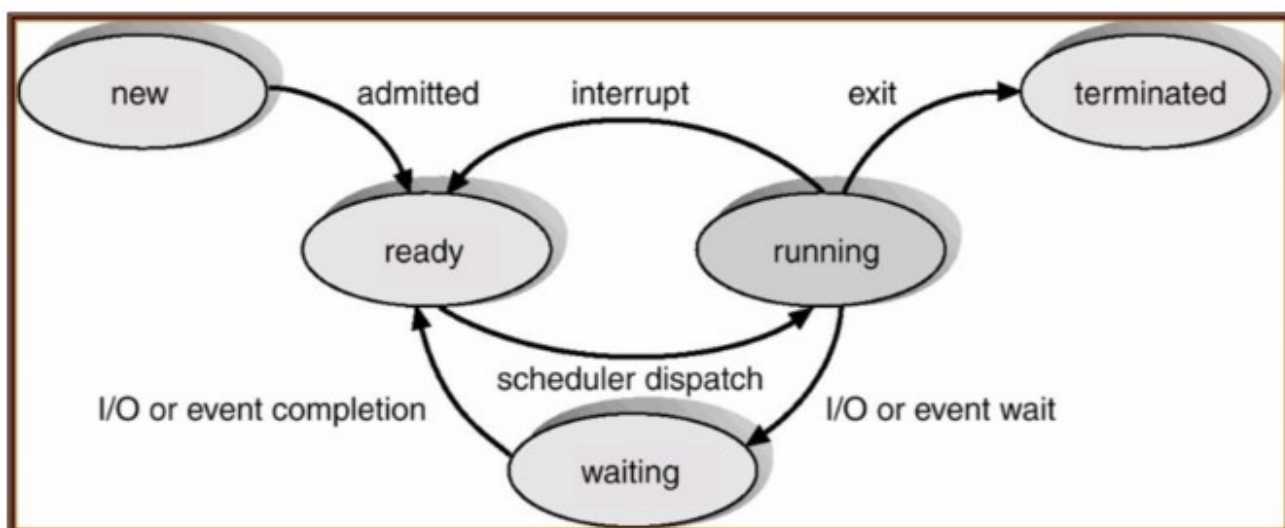 new
admitted
interrupt
exit
terminated
ready
running
scheduler dispatch
I/O or event completion
I/O or event wait
waiting